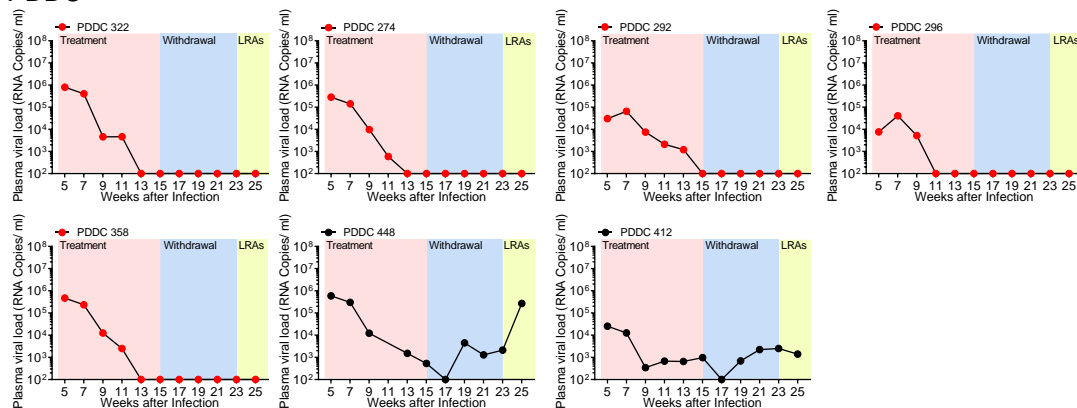 PDDC 322
Plasma viral load (RNA Copies/ ml)
10⁸
10⁷
10⁶
10⁵
10⁴
10³
10²
Treatment Withdrawal LRAs
5 7 9 11 13 15 17 19 21 23 25
Weeks after Infection
PDDC 274
Plasma viral load (RNA Copies/ ml)
10⁸
10⁷
10⁶
10⁵
10⁴
10³
10²
Treatment Withdrawal LRAs
5 7 9 11 13 15 17 19 21 23 25
Weeks after Infection
PDDC 292
Plasma viral load (RNA Copies/ ml)
10⁸
10⁷
10⁶
10⁵
10⁴
10³
10²
Treatment Withdrawal LRAs
5 7 9 11 13 15 17 19 21 23 25
Weeks after Infection
PDDC 296
Plasma viral load (RNA Copies/ ml)
10⁸
10⁷
10⁶
10⁵
10⁴
10³
10²
Treatment Withdrawal LRAs
5 7 9 11 13 15 17 19 21 23 25
Weeks after Infection
PDDC 358
Plasma viral load (RNA Copies/ ml)
10⁸
10⁷
10⁶
10⁵
10⁴
10³
10²
Treatment Withdrawal LRAs
5 7 9 11 13 15 17 19 21 23 25
Weeks after Infection
PDDC 448
Plasma viral load (RNA Copies/ ml)
10⁸
10⁷
10⁶
10⁵
10⁴
10³
10²
Treatment Withdrawal LRAs
5 7 9 11 13 15 17 19 21 23 25
Weeks after Infection
PDDC 412
Plasma viral load (RNA Copies/ ml)
10⁸
10⁷
10⁶
10⁵
10⁴
10³
10²
Treatment Withdrawal LRAs
5 7 9 11 13 15 17 19 21 23 25
Weeks after Infection